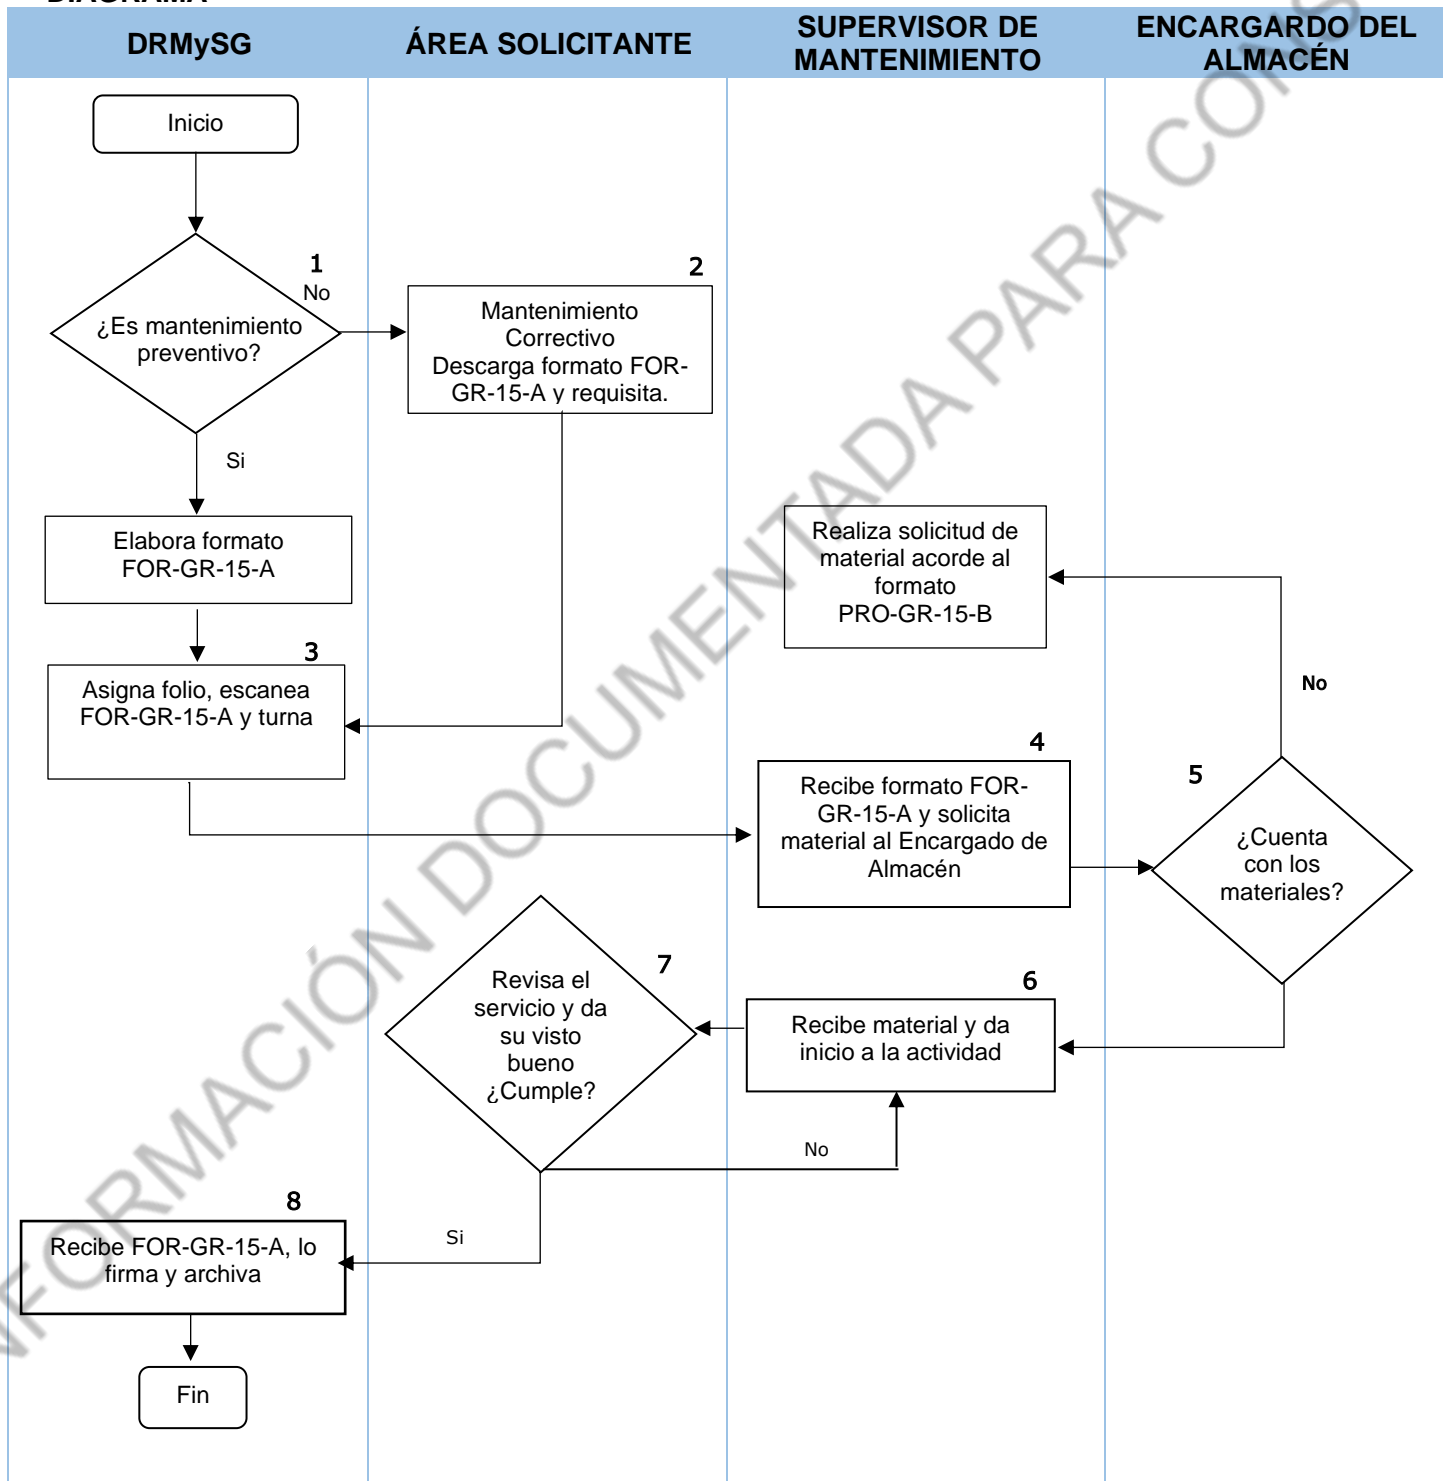 DIAGRAMA
DRMySG
ÁREA SOLICITANTE
SUPERVISOR DE
MANTENIMIENTO
ENCARGARDO DEL
ALMACÉN
Inicio
1
No
¿Es mantenimiento
preventivo?
Si
2
Mantenimiento
Correctivo
Descarga formato FOR-
GR-15-A y requisita.
Elabora formato
FOR-GR-15-A
3
Asigna folio, escanea
FOR-GR-15-A y turna
Realiza solicitud de
material acorde al
formato
PRO-GR-15-B
No
4
Recibe formato FOR-
GR-15-A y solicita
material al Encargado de
Almacén
5
¿Cuenta
con los
materiales?
6
Recibe material y da
inicio a la actividad
7
Revisa el
servicio y da
su visto
bueno
¿Cumple?
No
Si
8
Recibe FOR-GR-15-A, lo
firma y archiva
Fin
INFORMACIÓN DOCUMENTADA PARA CONS